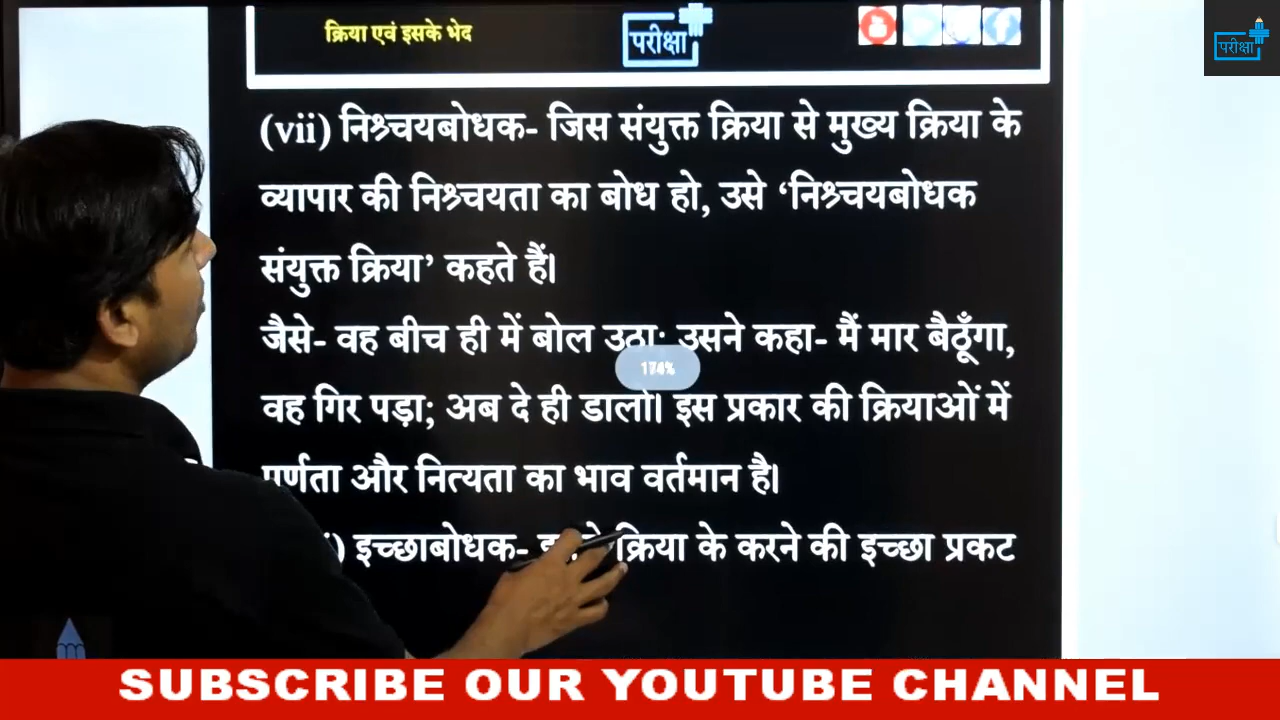 क्रिया एवं इसके भेद
परीक्षा
परीक्षा
(vii) निश्चयबोधक- जिस संयुक्त क्रिया से मुख्य क्रिया के
व्यापार की निश्चयता का बोध हो, उसे ‘निश्चयबोधक
संयुक्त क्रिया’ कहते हैं।
जैसे- वह बीच ही में बोल उठा; उसने कहा- मैं मार बैठूँगा,
174%
वह गिर पड़ा; अब दे ही डालो। इस प्रकार की क्रियाओं में
पूर्णता और नित्यता का भाव वर्तमान है।
इच्छाबोधक- क्रिया के करने की इच्छा प्रकट
SUBSCRIBE OUR YOUTUBE CHANNEL